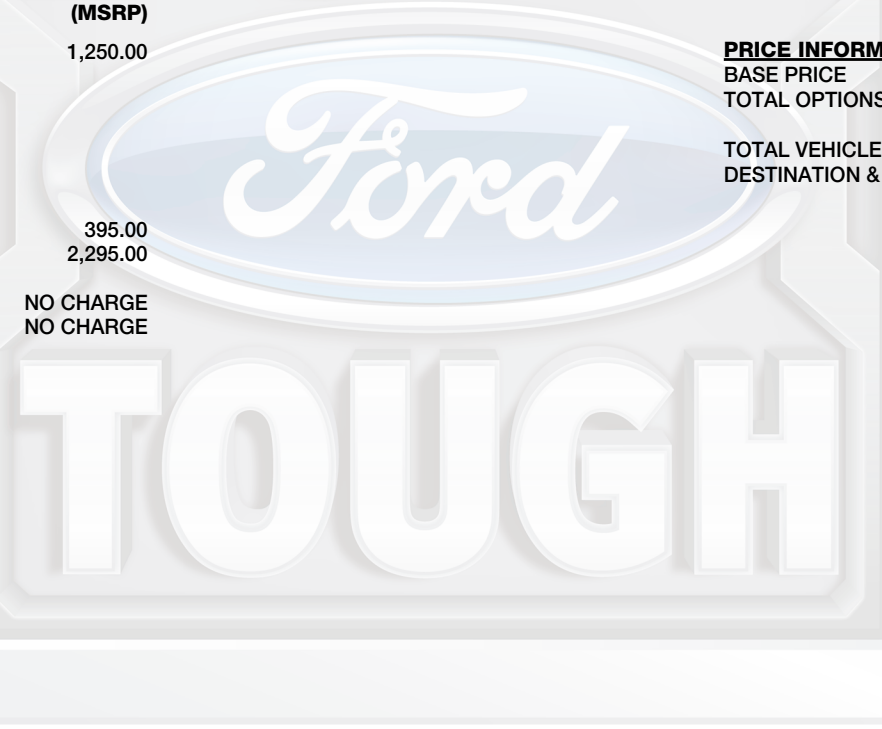 (MSRP)
1,250.00
395.00
2,295.00
NO CHARGE
NO CHARGE
PRICE INFORM
BASE PRICE
TOTAL OPTIONS
TOTAL VEHICLE
DESTINATION &
Ford
TOUGH